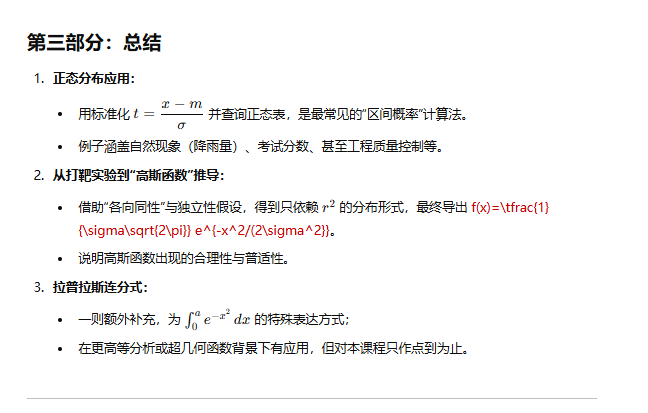 第三部分：总结
1. 正态分布应用：
• 用标准化 t = \frac{x - m}{\sigma} 并查询正态表，是最常见的“区间概率”计算法。
• 例子涵盖自然现象（降雨量）、考试分数、甚至工程质量控制等。
2. 从打靶实验到“高斯函数”推导：
• 借助“各向同性”与独立性假设，得到只依赖 r² 的分布形式，最终导出 f(x)=\tfrac{1}
{\sigma\sqrt{2\pi}} e^{-x^2/(2\sigma^2}}。
• 说明高斯函数出现的合理性与普适性。
3. 拉普拉斯连分式：
• 一则额外补充，为 \int_0^a e^{-x^2} dx 的特殊表达方式；
• 在更高等分析或超几何函数背景下有应用，但对本课程只作点到为止。